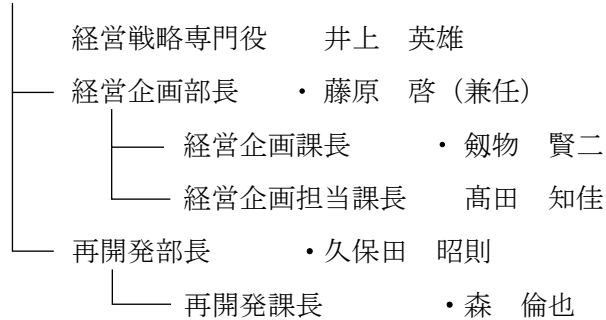 経営戦略専門役　　井上　英雄
経営企画部長　　・藤原　啓（兼任）
経営企画課長　　　・剱物　賢二
経営企画担当課長　　髙田　知佳
再開発部長　　　・久保田　昭則
再開発課長　　　　・森　倫也